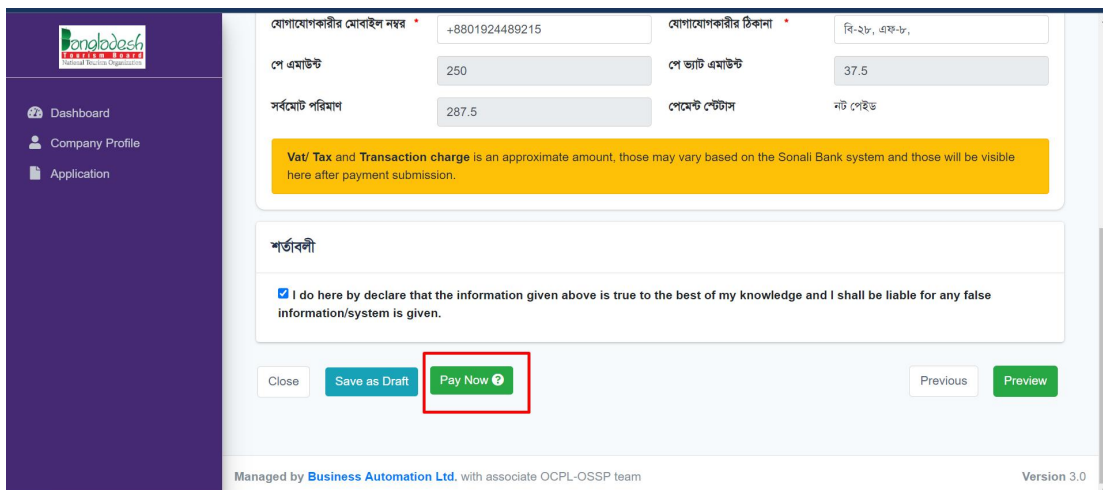 যোগাযোগকারীর মোবাইল নম্বর * +8801924489215 যোগাযোগকারীর ঠিকানা * বি-২৮, এফ-৮,
Bangladesh
Tourism Board
National Tourism Organization
পে এমাউন্ট 250 পে ভ্যাট এমাউন্ট 37.5
সর্বমোট পরিমাণ 287.5 পেমেন্ট স্টেটাস নট পেইড
Dashboard
Company Profile
Application
Vat/ Tax and Transaction charge is an approximate amount, those may vary based on the Sonali Bank system and those will be visible
here after payment submission.
শর্তাবলী
I do here by declare that the information given above is true to the best of my knowledge and I shall be liable for any false
information/system is given.
Close Save as Draft Pay Now ? Previous Preview
Managed by Business Automation Ltd. with associate OCPL-OSSP team Version 3.0